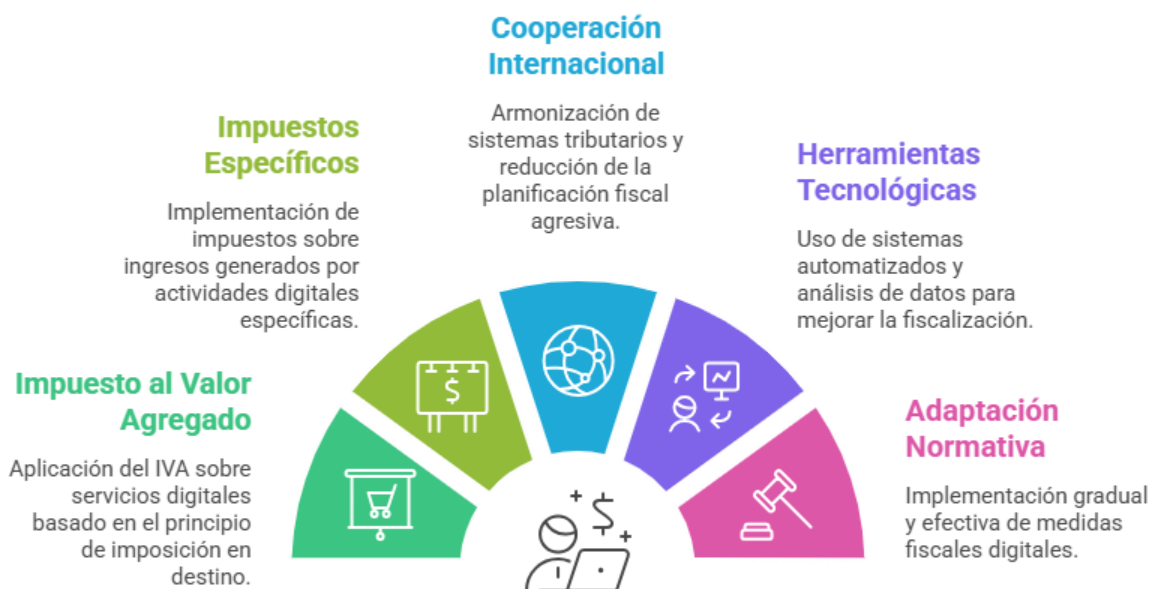 Cooperación
Internacional
Armonización de
sistemas tributarios y
reducción de la
planificación fiscal
agresiva.
Impuestos
Específicos
Implementación de
impuestos sobre
ingresos generados por
actividades digitales
específicas.
Herramientas
Tecnológicas
Uso de sistemas
automatizados y
análisis de datos para
mejorar la fiscalización.
Impuesto al Valor
Agregado
Aplicación del IVA sobre
servicios digitales
basado en el principio
de imposición en
destino.
Adaptación
Normativa
Implementación gradual
y efectiva de medidas
fiscales digitales.